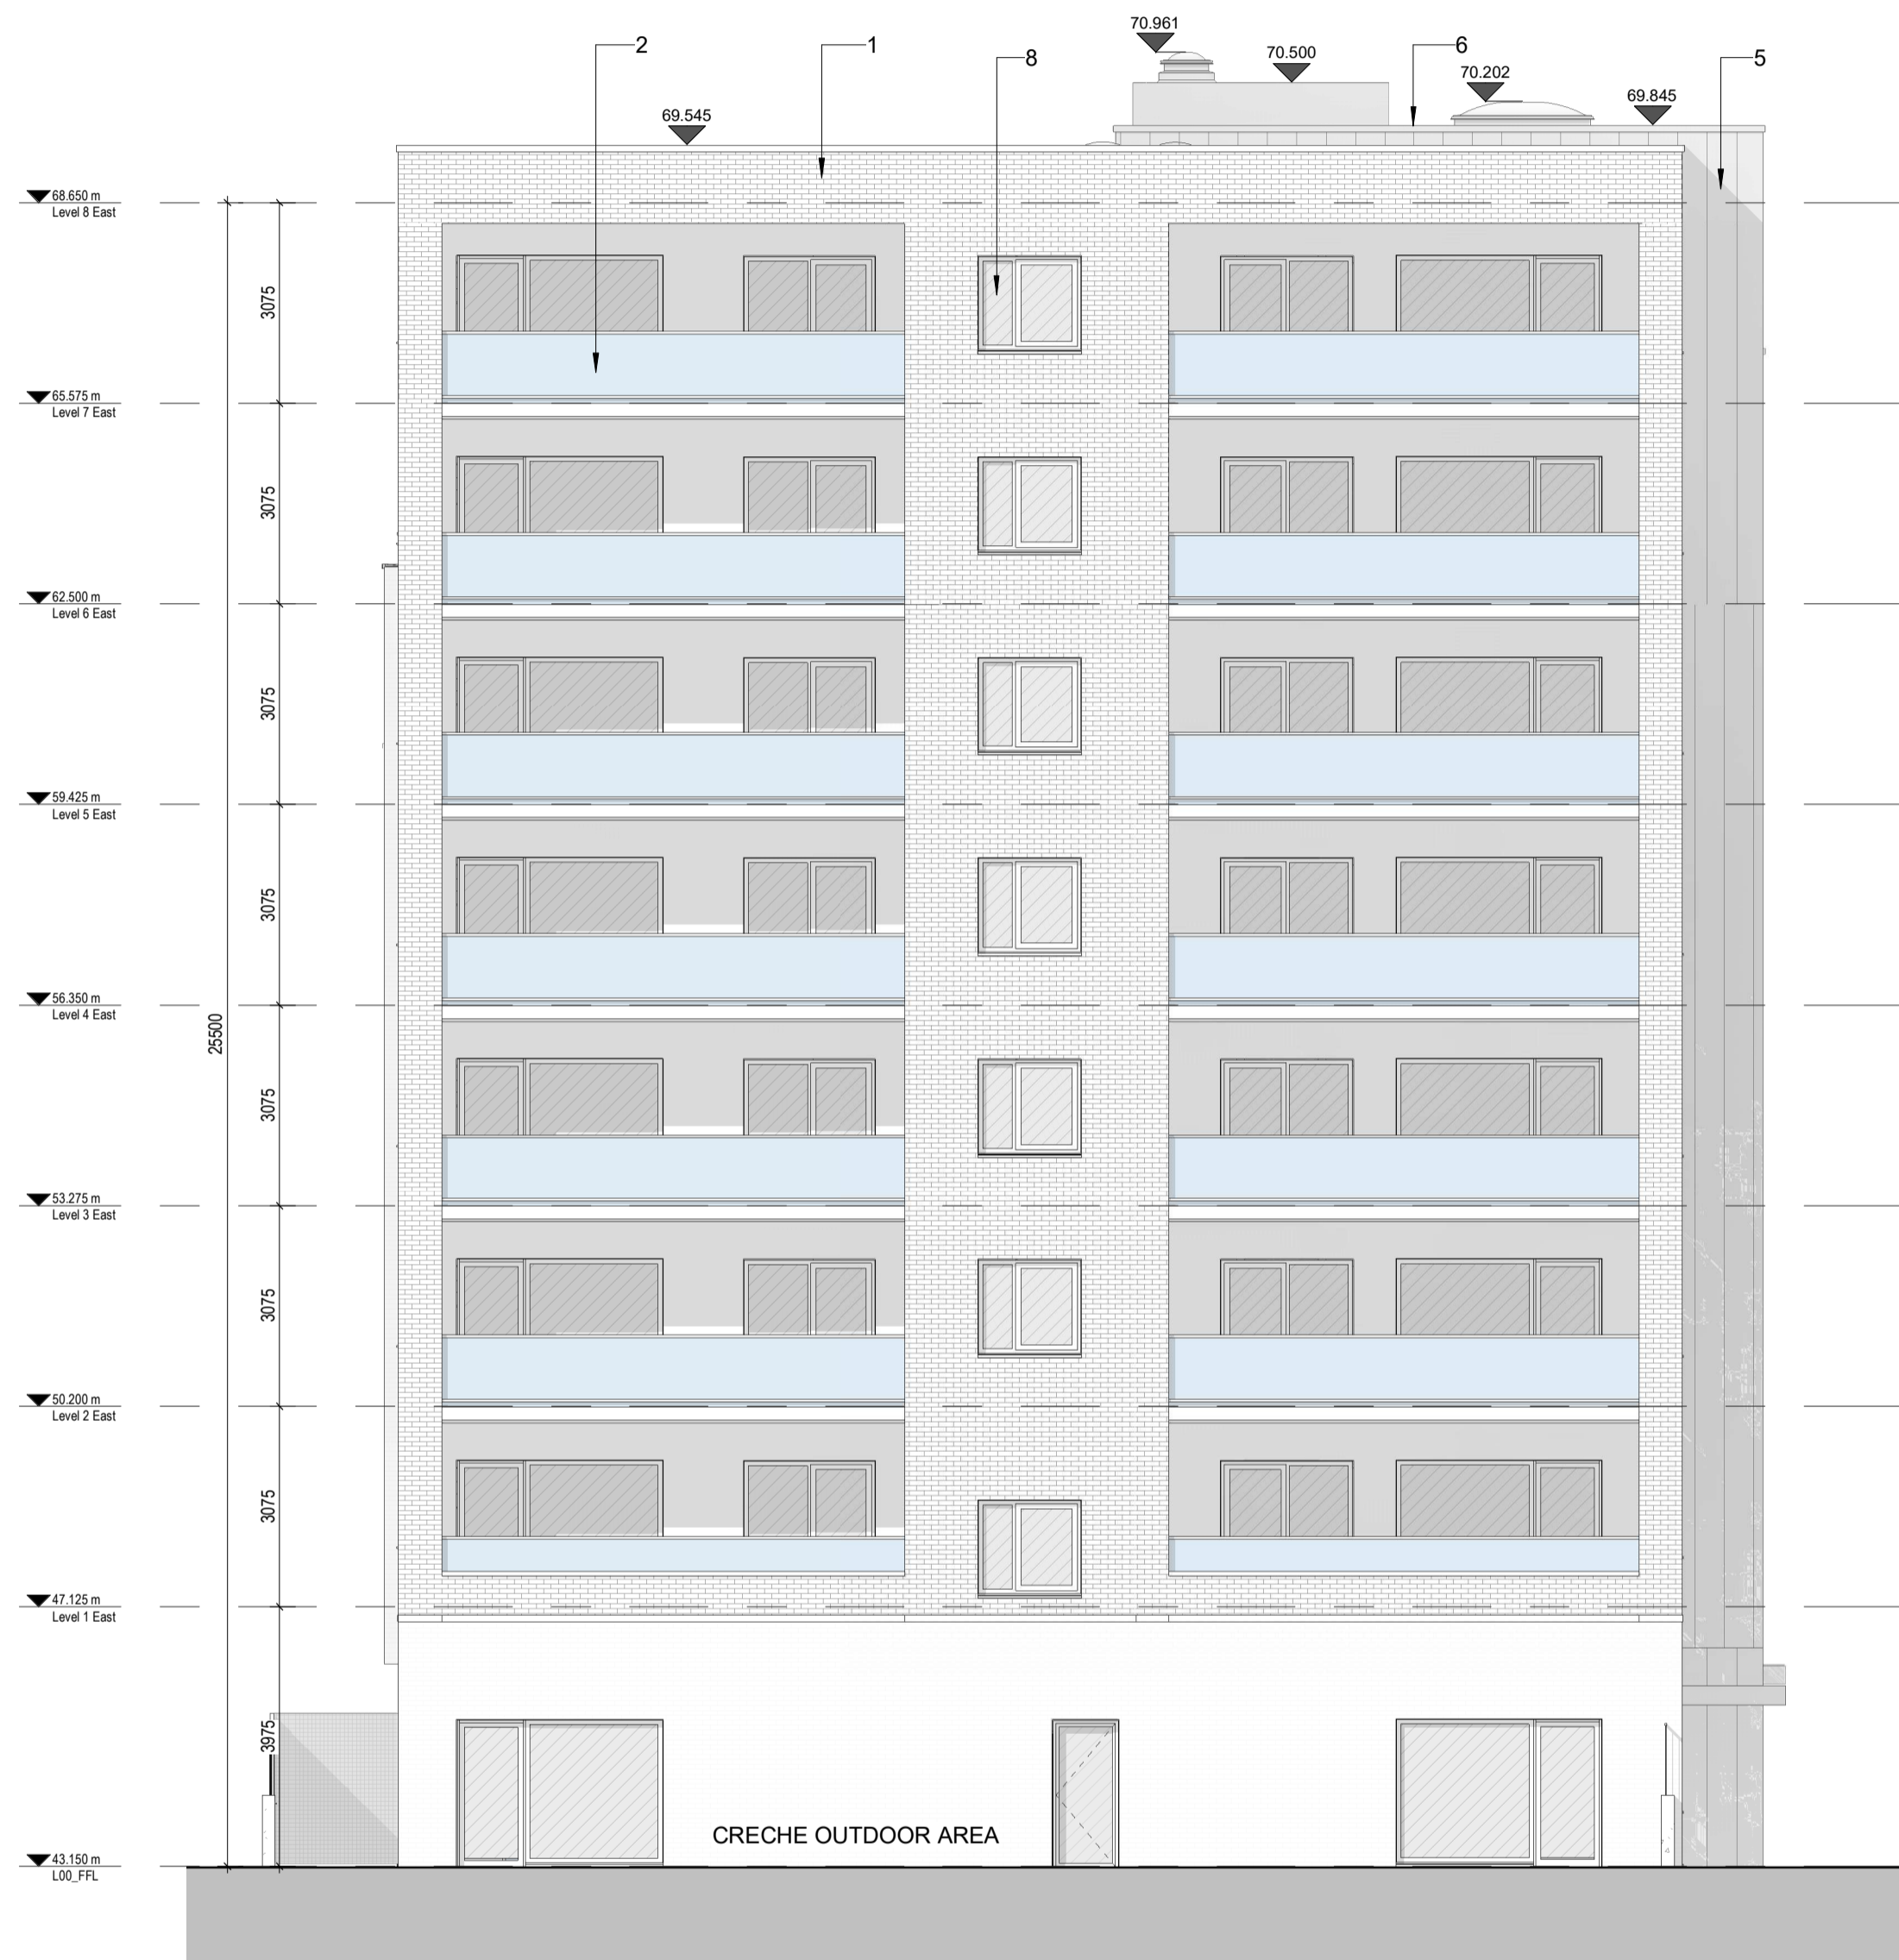 70.961
2
1
8
70.500
6
70.202
5
69.845
69.545
68.650 m
Level 8 East
3075
65.575 m
Level 7 East
3075
62.500 m
Level 6 East
3075
59.425 m
Level 5 East
3075
56.350 m
Level 4 East
25500
3075
53.275 m
Level 3 East
3075
50.200 m
Level 2 East
3075
47.125 m
Level 1 East
3975
CRECHE OUTDOOR AREA
43.150 m
L00_FFL